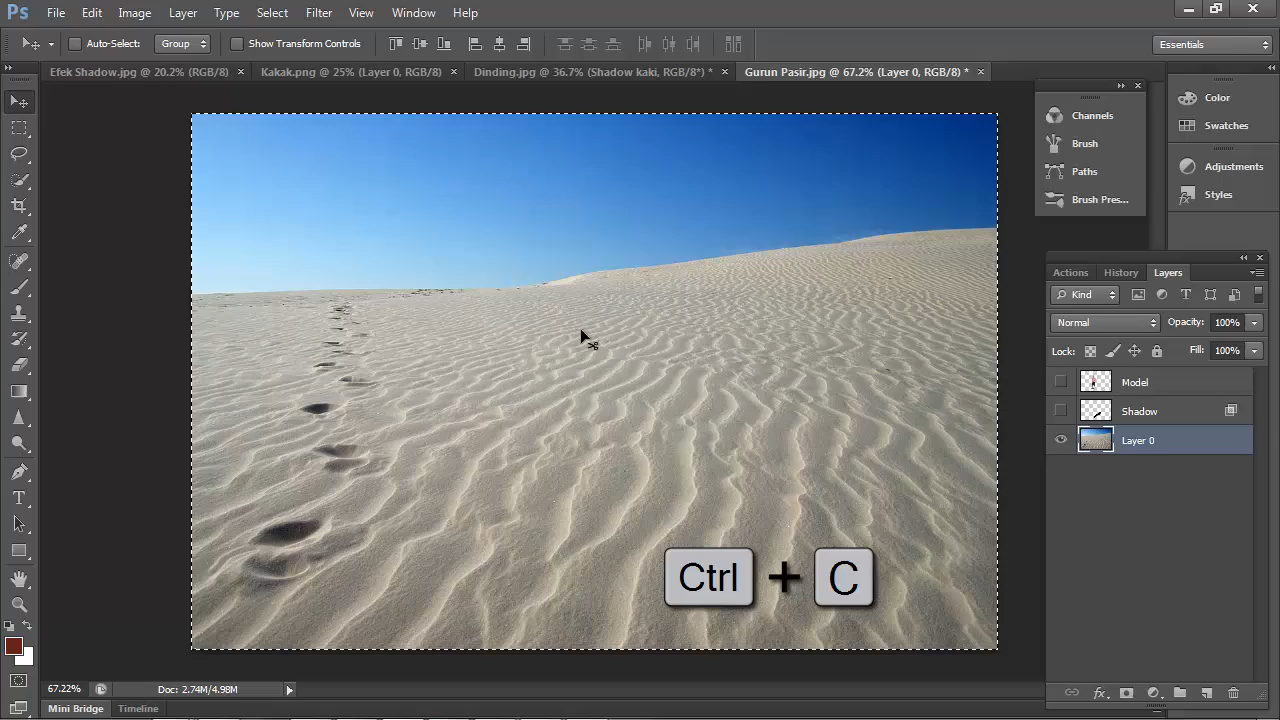 Ps File Edit Image Layer Type Select Filter View Window Help
Auto-Select: Group Show Transform Controls Essentials
Efek Shadow.jpg @ 20.2% (RGB/8) × Kakak.png @ 25% (Layer 0, RGB/8) × Dinding.jpg @ 36.7% (Shadow kaki, RGB/8*) * × Gurun Pasir.jpg @ 67.2% (Layer 0, RGB/8) * ×
Channels
Brush
Paths
Brush Pres...
Color
Swatches
Adjustments
Styles
Actions History Layers
Kind
Normal Opacity: 100%
Lock: Fill: 100%
Model
Shadow
Layer 0
Ctrl + C
67.22% Doc: 2.74M/4.98M
Mini Bridge Timeline